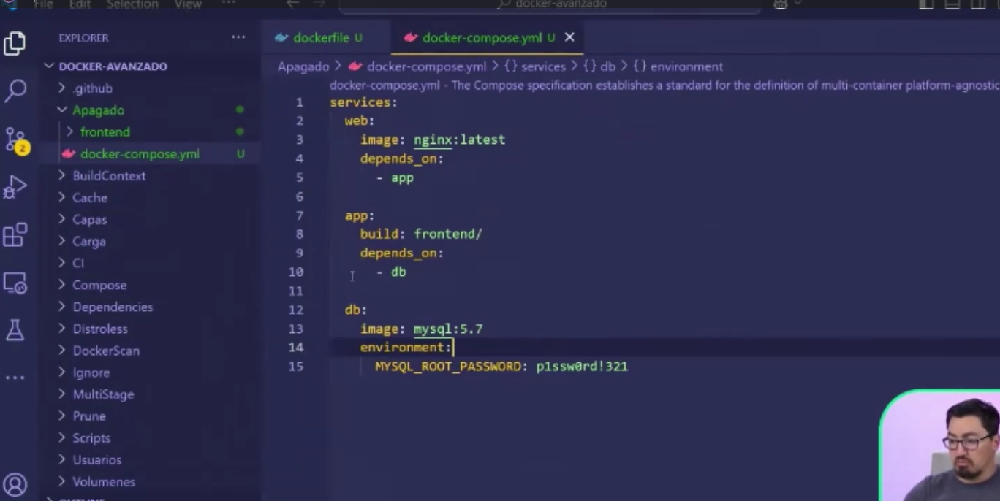 File Edit Selection View ...
docker-avanzado
EXPLORER ...
dockerfile U
docker-compose.yml U
DOCKER-AVANZADO
.github
Apagado
frontend
docker-compose.yml U
BuildContext
Cache
Capas
Carga
CI
Compose
Dependencies
Distroless
DockerScan
Ignore
MultiStage
Prune
Scripts
Usuarios
Volumenes
OUTLINE
2
Apagado > docker-compose.yml > {} services > {} db > {} environment
docker-compose.yml - The Compose specification establishes a standard for the definition of multi-container platform-agnostic
1 services:
2 web:
3 image: nginx:latest
4 depends_on:
5 - app
6
7 app:
8 build: frontend/
9 depends_on:
10 - db
11
12 db:
13 image: mysql:5.7
14 environment:
15 MYSQL_ROOT_PASSWORD: p1ssw0rd!321